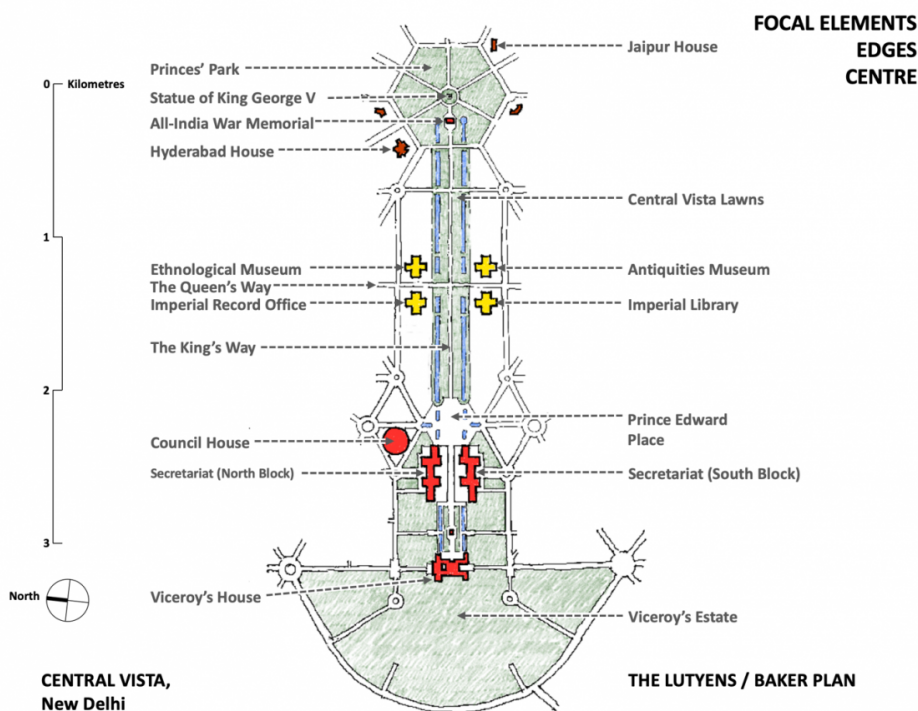 FOCAL ELEMENTS
EDGES
CENTRE
Jaipur House
Princes' Park
0 Kilometres
Statue of King George V
All-India War Memorial
Hyderabad House
Central Vista Lawns
1
Ethnological Museum
Antiquities Museum
The Queen's Way
Imperial Record Office
Imperial Library
The King's Way
2
Prince Edward
Place
Council House
Secretariat (North Block)
Secretariat (South Block)
3
North
Viceroy's House
Viceroy's Estate
CENTRAL VISTA,
New Delhi
THE LUTYENS / BAKER PLAN